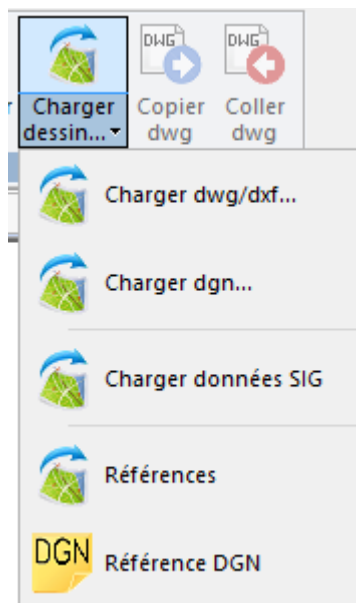 DWG DWG
Charger Copier Coller
dessin... dwg dwg
Charger dwg/dxf...
Charger dgn...
Charger données SIG
Références
DGN Référence DGN